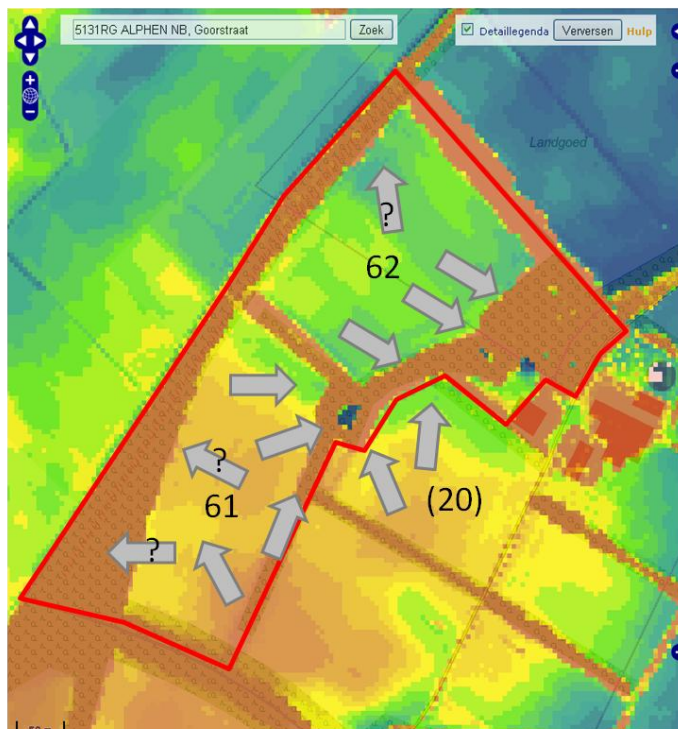 5131RG ALPHEN NB, Goorstraat
Zoek
Detaillegenda
Verversen
Hulp
Landgoed
?
62
?
61
(20)
?